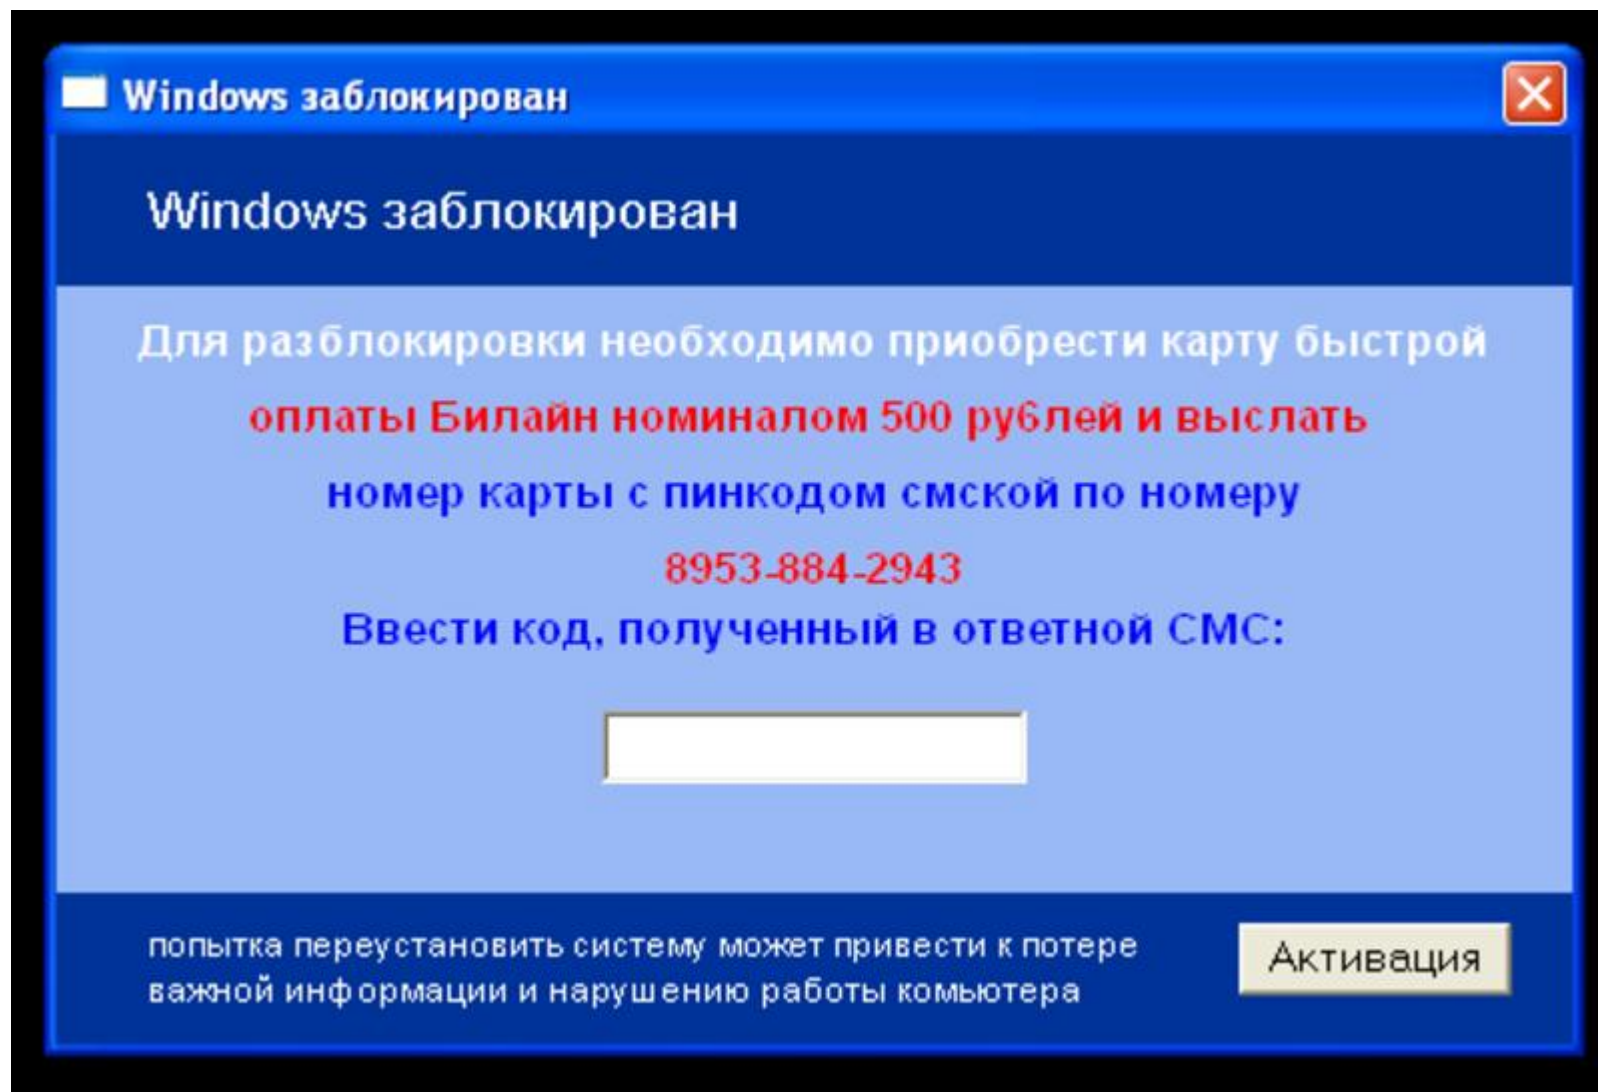 Windows заблокирован
Windows заблокирован
Для разблокировки необходимо приобрести карту быстрой
оплаты Билайн номиналом 500 рублей и выслать
номер карты с пинкодом смской по номеру
8953-884-2943
Ввести код, полученный в ответной СМС:
попытка переустановить систему может привести к потере
важной информации и нарушению работы комьютера
Активация